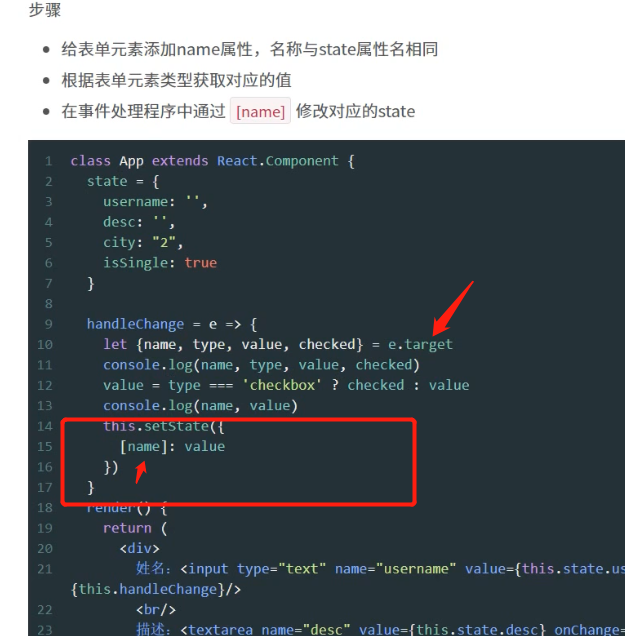 步骤
给表单元素添加name属性，名称与state属性名相同
根据表单元素类型获取对应的值
在事件处理程序中通过 [name] 修改对应的state
1 class App extends React.Component {
2 state = {
3 username: '',
4 desc: '',
5 city: "2",
6 isSingle: true
7 }
8
9 handleChange = e => {
10 let {name, type, value, checked} = e.target
11 console.log(name, type, value, checked)
12 value = type === 'checkbox' ? checked : value
13 console.log(name, value)
14 this.setState({
15 [name]: value
16 })
17 }
18 render() {
19 return (
20 <div>
21 姓名：<input type="text" name="username" value={this.state.us
{this.handleChange}/>
22 <br/>
23 描述：<textarea name="desc" value={this.state.desc} onChange=